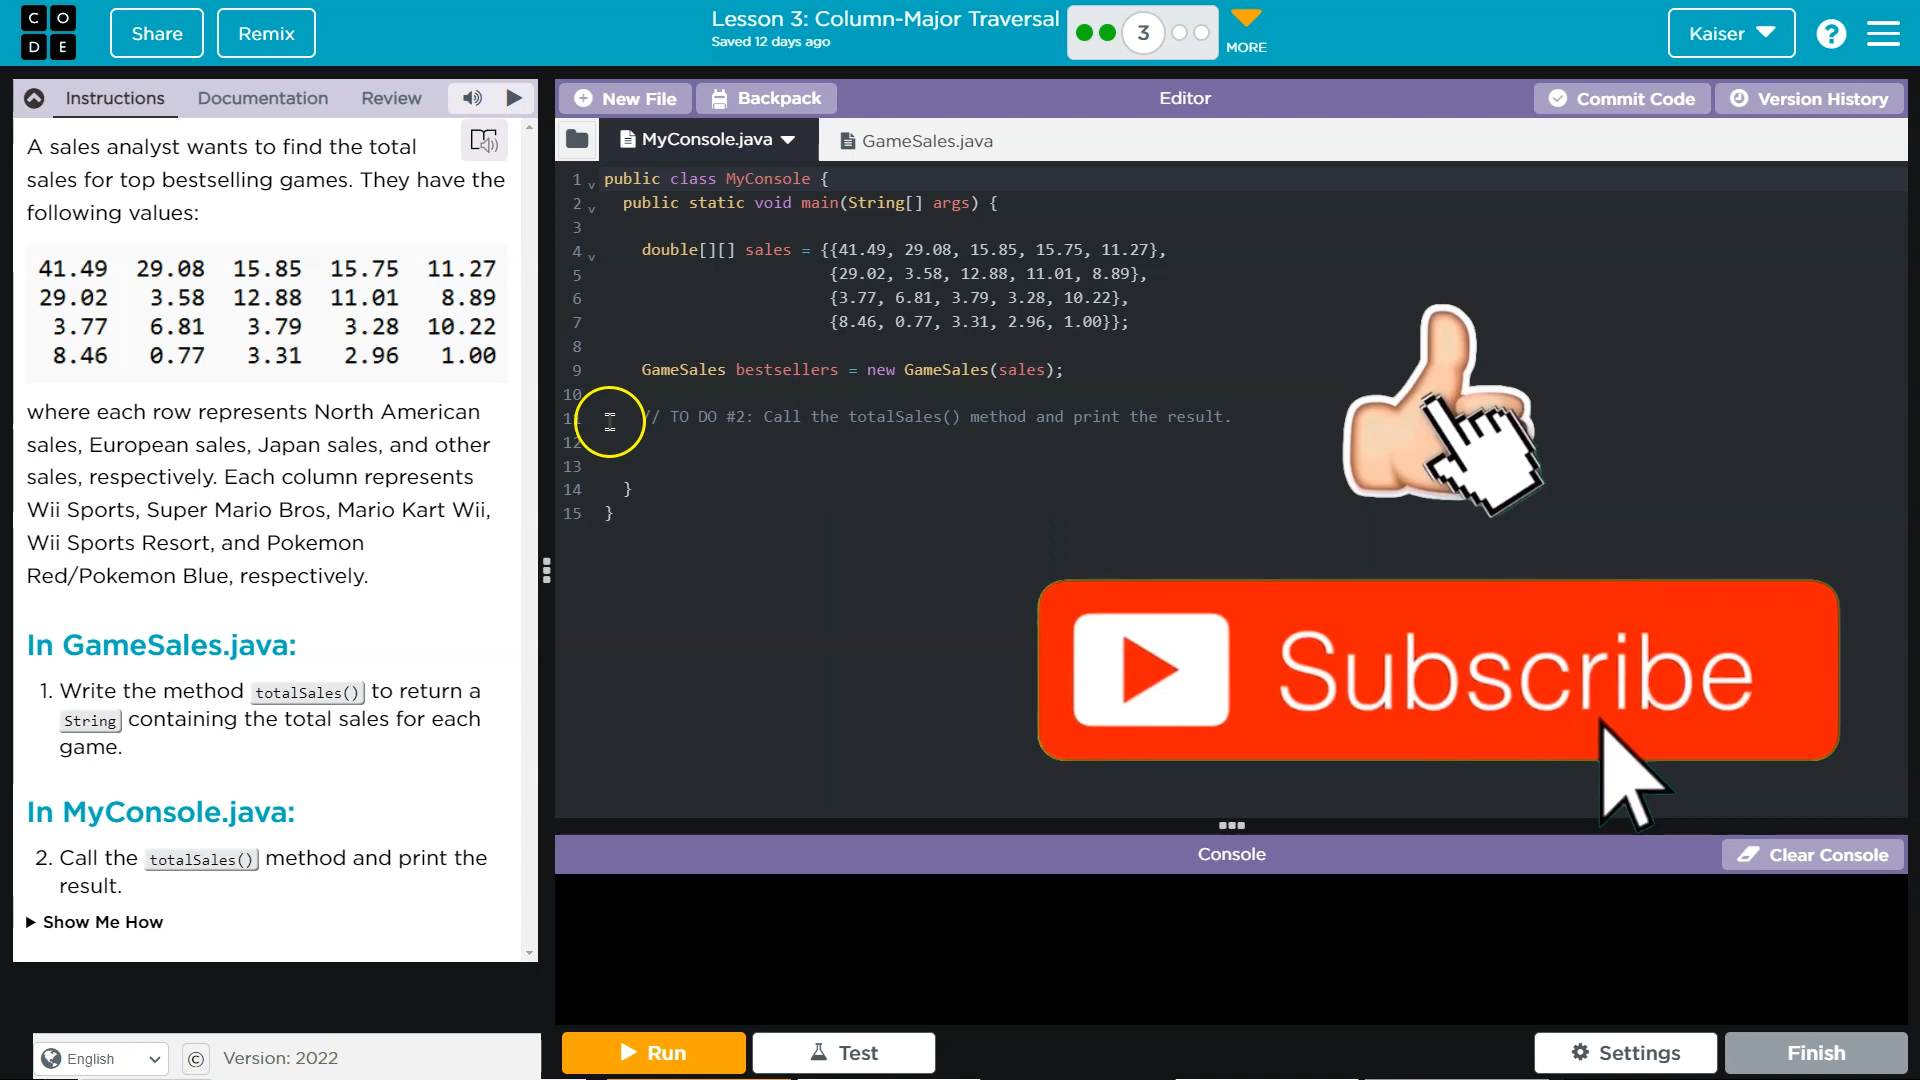 C O
D E
Share
Remix
Lesson 3: Column-Major Traversal
Saved 12 days ago
3
MORE
Kaiser
?
Instructions
Documentation
Review
New File
Backpack
Editor
Commit Code
Version History
MyConsole.java
GameSales.java
A sales analyst wants to find the total
sales for top bestselling games. They have the
following values:
41.49 29.08 15.85 15.75 11.27
29.02 3.58 12.88 11.01 8.89
3.77 6.81 3.79 3.28 10.22
8.46 0.77 3.31 2.96 1.00
where each row represents North American
sales, European sales, Japan sales, and other
sales, respectively. Each column represents
Wii Sports, Super Mario Bros, Mario Kart Wii,
Wii Sports Resort, and Pokemon
Red/Pokemon Blue, respectively.
In GameSales.java:
1. Write the method totalSales() to return a
String containing the total sales for each
game.
In MyConsole.java:
2. Call the totalSales() method and print the
result.
Show Me How
1 public class MyConsole {
2 public static void main(String[] args) {
3
4 double[][] sales = {{41.49, 29.08, 15.85, 15.75, 11.27},
5 {29.02, 3.58, 12.88, 11.01, 8.89},
6 {3.77, 6.81, 3.79, 3.28, 10.22},
7 {8.46, 0.77, 3.31, 2.96, 1.00}};
8
9 GameSales bestsellers = new GameSales(sales);
10
11 // TO DO #2: Call the totalSales() method and print the result.
12
13
14 }
15 }
Subscribe
Console
Clear Console
English
©
Version: 2022
Run
Test
Settings
Finish